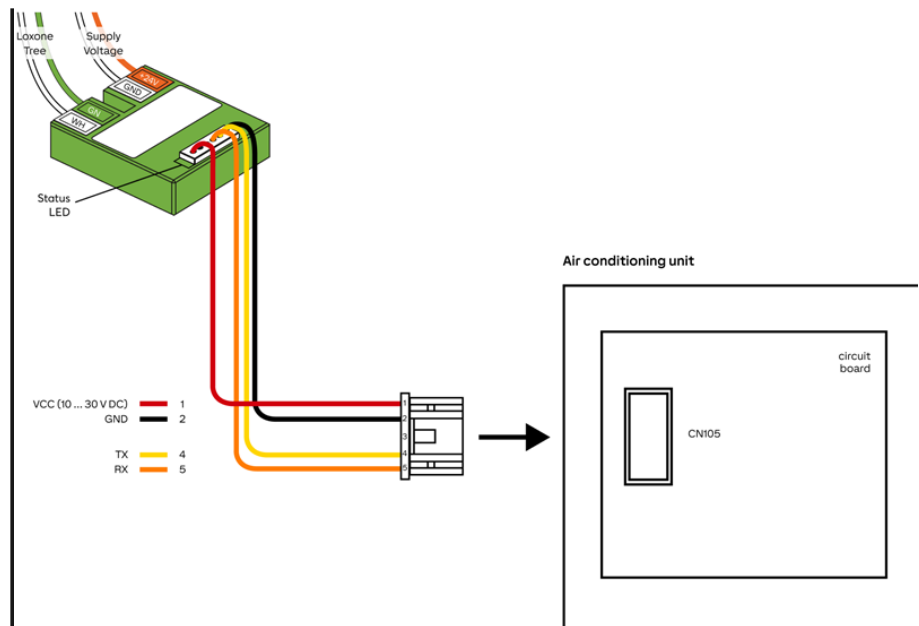 Loxone
Tree
Supply
Voltage
+24V
GND
GN
WH
Status
LED
Air conditioning unit
circuit
board
CN105
VCC (10 ... 30 V DC) 1
GND 2
TX 4
RX 5
1
2
3
4
5